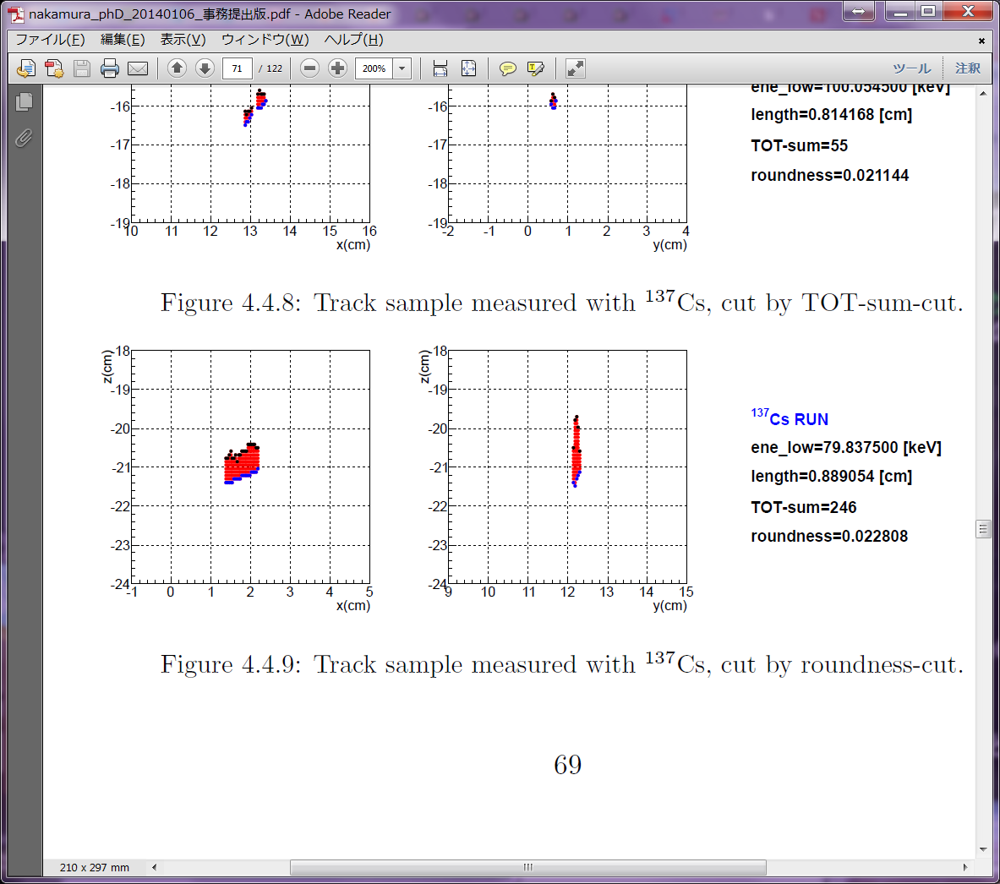 nakamura_phD_20140106_事務提出版.pdf - Adobe Reader
ファイル(F) 編集(E) 表示(V) ウィンドウ(W) ヘルプ(H)
71 / 122 200% ツール 注釈
ene_low=100.054500 [keV]
length=0.814168 [cm]
TOT-sum=55
roundness=0.021144
-16
-17
-18
-19
10 11 12 13 14 15 16
x(cm)
-16
-17
-18
-19
-2 -1 0 1 2 3 4
y(cm)
Figure 4.4.8: Track sample measured with ¹³⁷Cs, cut by TOT-sum-cut.
z(cm)
-18
-19
-20
-21
-22
-23
-24
-1 0 1 2 3 4 5
x(cm)
z(cm)
-18
-19
-20
-21
-22
-23
-24
9 10 11 12 13 14 15
y(cm)
¹³⁷Cs RUN
ene_low=79.837500 [keV]
length=0.889054 [cm]
TOT-sum=246
roundness=0.022808
Figure 4.4.9: Track sample measured with ¹³⁷Cs, cut by roundness-cut.
69
210 x 297 mm